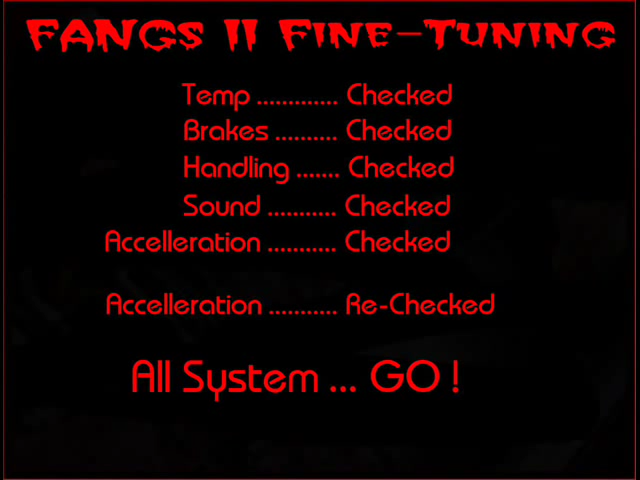 FANGS II FINE-TUNING
Temp ............. Checked
Brakes .......... Checked
Handling ....... Checked
Sound ........... Checked
Accelleration ........... Checked
Accelleration ........... Re-Checked
All System ... GO !